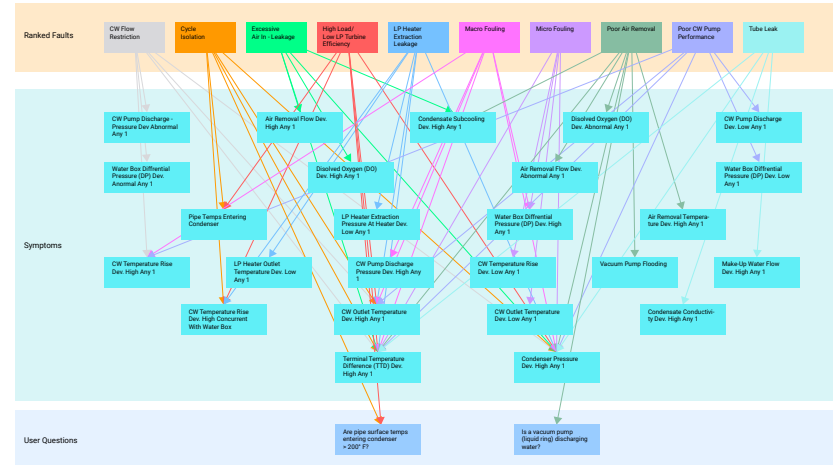 Ranked Faults
CW Flow
Restriction
Cycle
Isolation
Excessive
Air In - Leakage
High Load/
Low LP Turbine
Efficiency
LP Heater
Extraction
Leakage
Macro Fouling
Micro Fouling
Poor Air Removal
Poor CW Pump
Performance
Tube Leak
Symptoms
CW Pump Discharge -
Pressure Dev Abnormal
Any 1
Air Removal Flow Dev.
High Any 1
Condensate Subcooling
Dev. High Any 1
Disolved Oxygen (DO)
Dev. Abnormal Any 1
CW Pump Discharge
Dev. Low Any 1
Water Box Diffrential
Pressure (DP) Dev.
Anormal Any 1
Disolved Oxygen (DO)
Dev. High Any 1
Air Removal Flow Dev.
Abnormal Any 1
Water Box Diffrential
Pressure (DP) Dev. Low
Any 1
Pipe Temps Entering
Condenser
LP Heater Extraction
Pressure At Heater Dev.
Low Any 1
Water Box Diffrential
Pressure (DP) Dev. High
Any 1
Air Removal Tempera-
ture Dev. High Any 1
CW Temperature Rise
Dev. High Any 1
LP Heater Outlet
Temperature Dev. Low
Any 1
CW Pump Discharge
Pressure Dev. High Any
1
CW Temperature Rise
Dev. Low Any 1
Vacuum Pump Flooding
Make-Up Water Flow
Dev. High Any 1
CW Temperature Rise
Dev. High Concurrent
With Water Box
CW Outlet Temperature
Dev. High Any 1
CW Outlet Temperature
Dev. Low Any 1
Condensate Conductivi-
ty Dev. High Any 1
Terminal Temperature
Difference (TTD) Dev.
High Any 1
Condenser Pressure
Dev. High Any 1
User Questions
Are pipe surface temps
entering condenser
> 200° F?
Is a vacuum pump
(liquid ring) discharging
water?